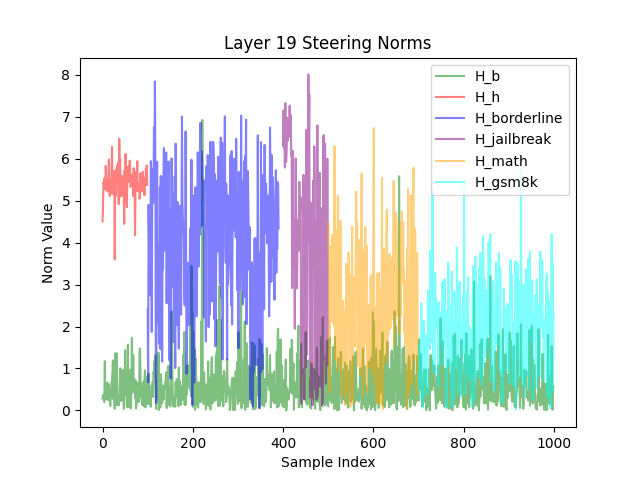 Layer 19 Steering Norms
H_b
H_h
H_borderline
H_jailbreak
H_math
H_gsm8k
8
7
6
5
4
3
2
1
0
Norm Value
0 200 400 600 800 1000
Sample Index